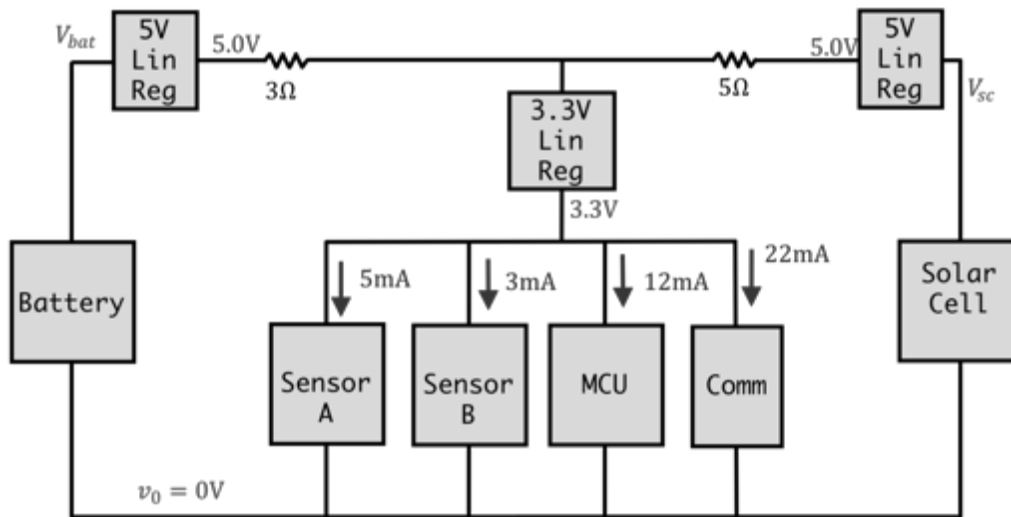 V_bat
5V
Lin
Reg
5.0V
3Ω
5Ω
5.0V
5V
Lin
Reg
V_sc
3.3V
Lin
Reg
3.3V
Battery
5mA
3mA
12mA
22mA
Solar
Cell
Sensor
A
Sensor
B
MCU
Comm
v_0 = 0V